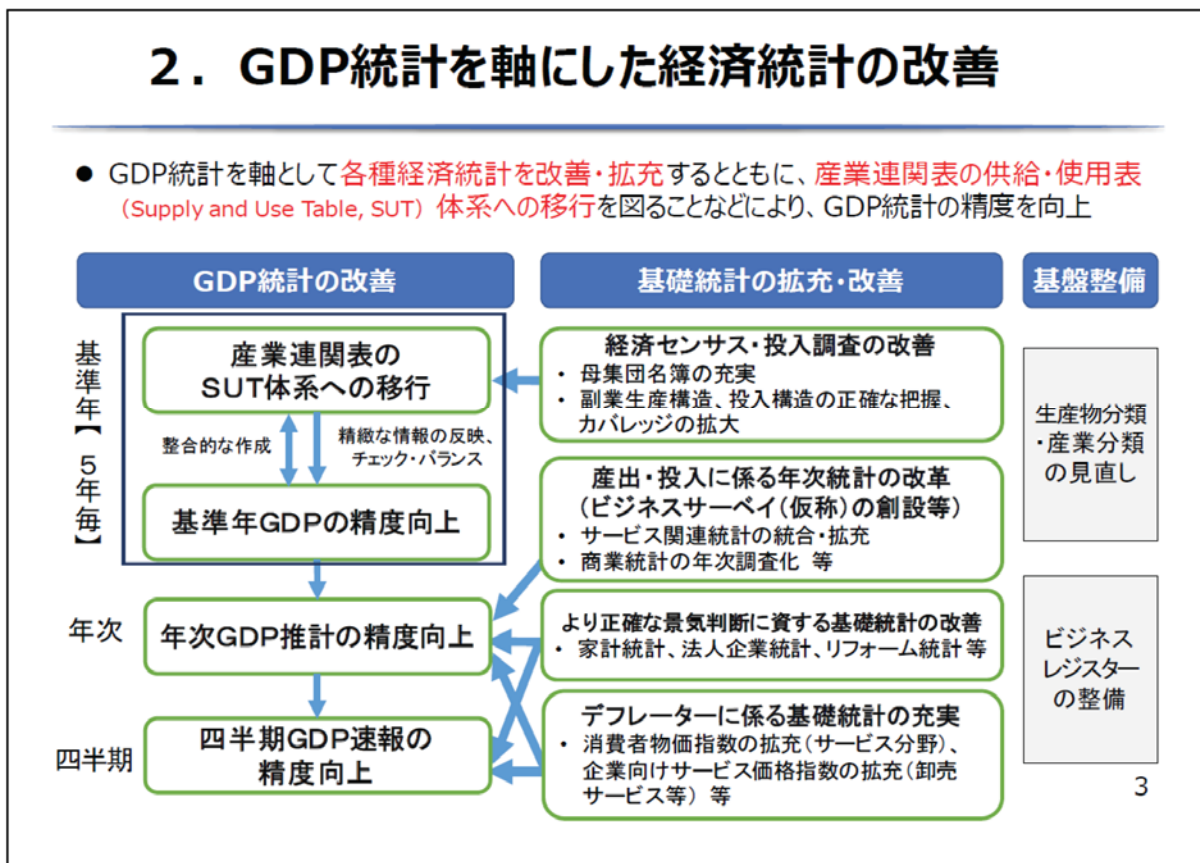 ２．GDP統計を軸にした経済統計の改善
● GDP統計を軸として各種経済統計を改善・拡充するとともに、産業連関表の供給・使用表
（Supply and Use Table, SUT）体系への移行を図ることなどにより、GDP統計の精度を向上
GDP統計の改善
基準年】５年毎】
産業連関表の
SUT体系への移行
整合的な作成
精緻な情報の反映、
チェック・バランス
基準年GDPの精度向上
年次
年次GDP推計の精度向上
四半期
四半期GDP速報の
精度向上
基礎統計の拡充・改善
経済センサス・投入調査の改善
・ 母集団名簿の充実
・ 副業生産構造、投入構造の正確な把握、
カバレッジの拡大
産出・投入に係る年次統計の改革
（ビジネスサーベイ（仮称）の創設等）
・ サービス関連統計の統合・拡充
・ 商業統計の年次調査化 等
より正確な景気判断に資する基礎統計の改善
・ 家計統計、法人企業統計、リフォーム統計等
デフレーターに係る基礎統計の充実
・ 消費者物価指数の拡充（サービス分野）、
企業向けサービス価格指数の拡充（卸売
サービス等） 等
基盤整備
生産物分類
・産業分類
の見直し
ビジネス
レジスター
の整備
3